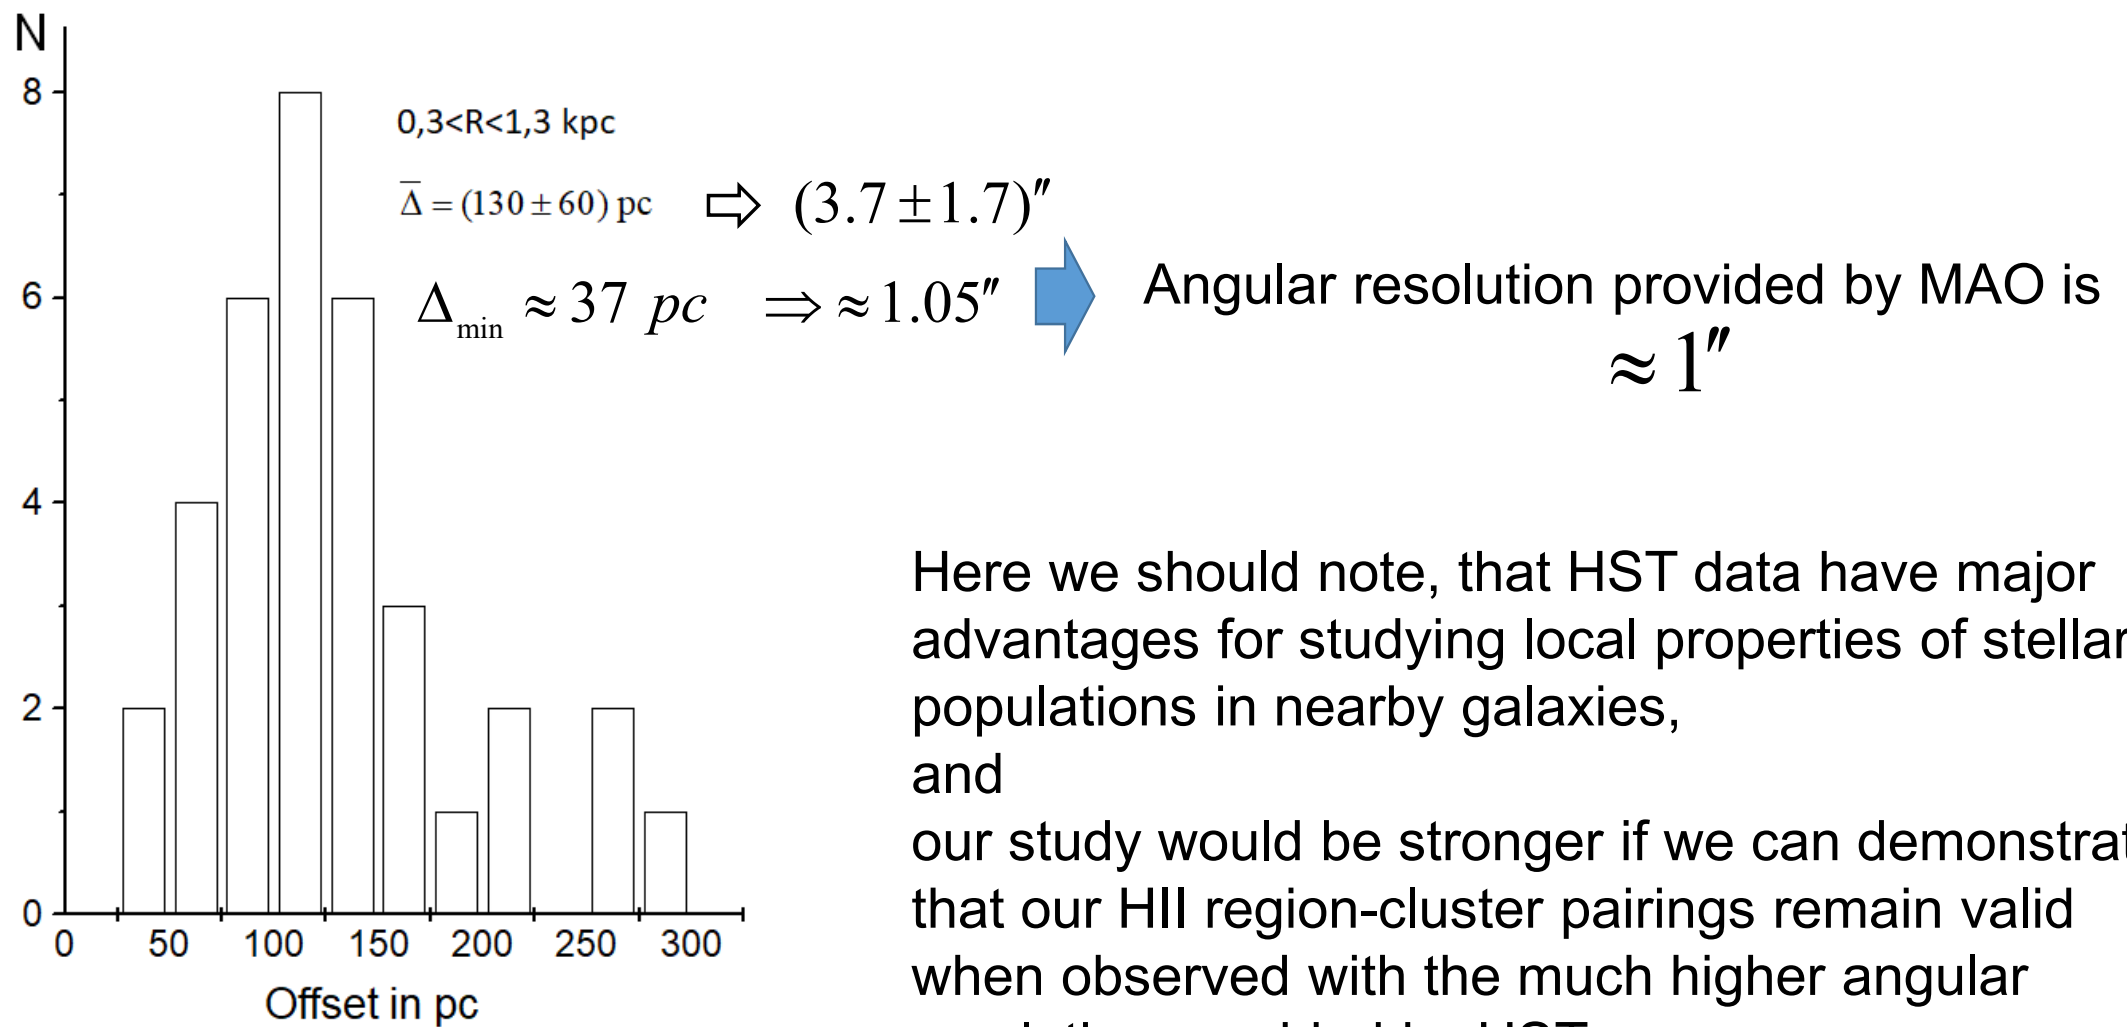 N
8
6
4
2
0
0 50 100 150 200 250 300
Offset in pc
0,3<R<1,3 kpc
Δ̅ = (130 ± 60) pc ⇨ (3.7 ± 1.7)″
Δmin ≈ 37 pc ⇒ ≈ 1.05″
Angular resolution provided by MAO is
≈ 1″
Here we should note, that HST data have major
advantages for studying local properties of stellar
populations in nearby galaxies,
and
our study would be stronger if we can demonstrat
that our HII region-cluster pairings remain valid
when observed with the much higher angular